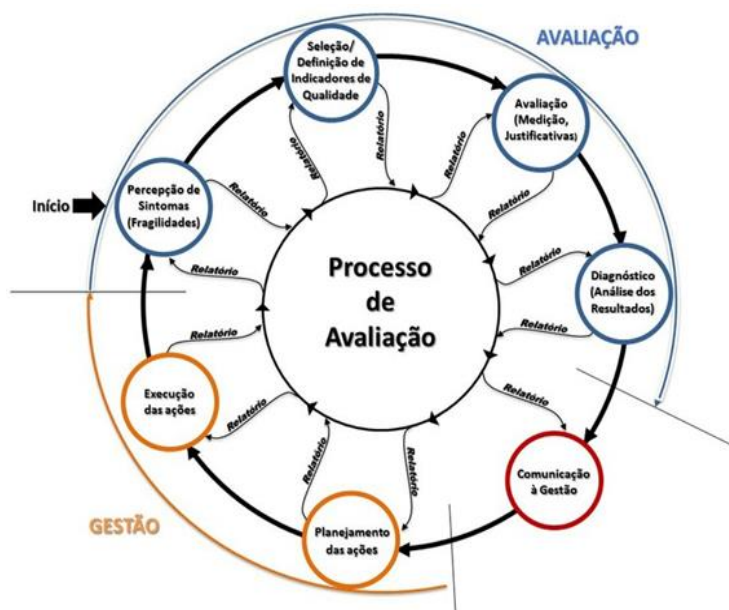 AVALIAÇÃO
Seleção/
Definição de
Indicadores de
Qualidade
Avaliação
(Medição,
Justificativas)
Relatório
Relatório
Relatório
Início
Percepção de
Sintomas
(Fragilidades)
Relatório
Relatório
Processo
de
Avaliação
Relatório
Relatório
Diagnóstico
(Análise dos
Resultados)
Relatório
Relatório
Execução
das ações
Relatório
Relatório
Relatório
Relatório
Comunicação
à Gestão
GESTÃO
Planejamento
das ações